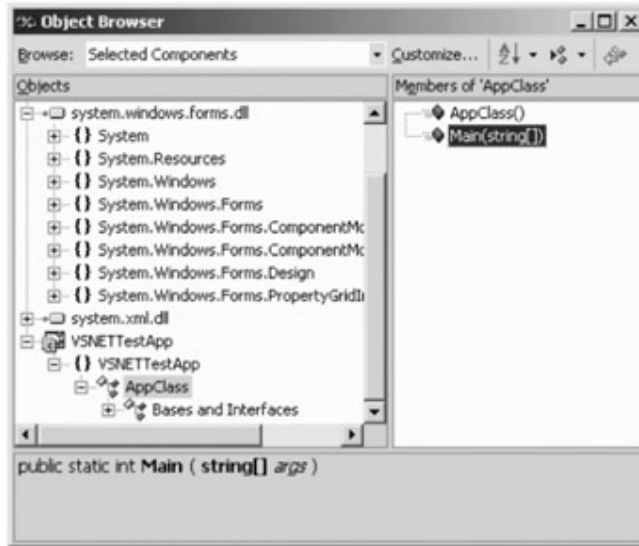 Object Browser
Browse: Selected Components Customize...
Objects
Members of 'AppClass'
system.windows.forms.dll
{} System
{} System.Resources
{} System.Windows
{} System.Windows.Forms
{} System.Windows.Forms.ComponentMo
{} System.Windows.Forms.ComponentMo
{} System.Windows.Forms.Design
{} System.Windows.Forms.PropertyGridI
system.xml.dll
VSNETTestApp
{} VSNETTestApp
AppClass
Bases and Interfaces
AppClass()
Main(string[])
public static int Main ( string[] args )